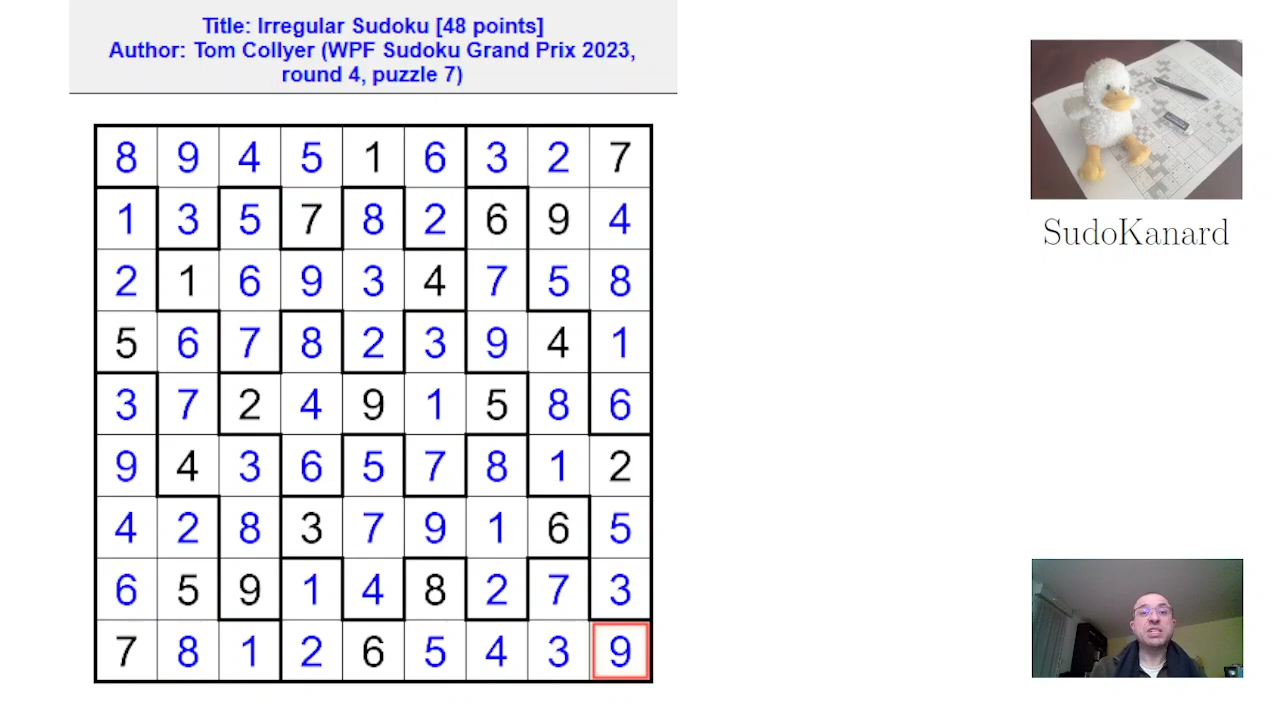 Title: Irregular Sudoku [48 points]
Author: Tom Collyer (WPF Sudoku Grand Prix 2023,
round 4, puzzle 7)
8 9 4 5 1 6 3 2 7
1 3 5 7 8 2 6 9 4
2 1 6 9 3 4 7 5 8
5 6 7 8 2 3 9 4 1
3 7 2 4 9 1 5 8 6
9 4 3 6 5 7 8 1 2
4 2 8 3 7 9 1 6 5
6 5 9 1 4 8 2 7 3
7 8 1 2 6 5 4 3 9
SudoKanard